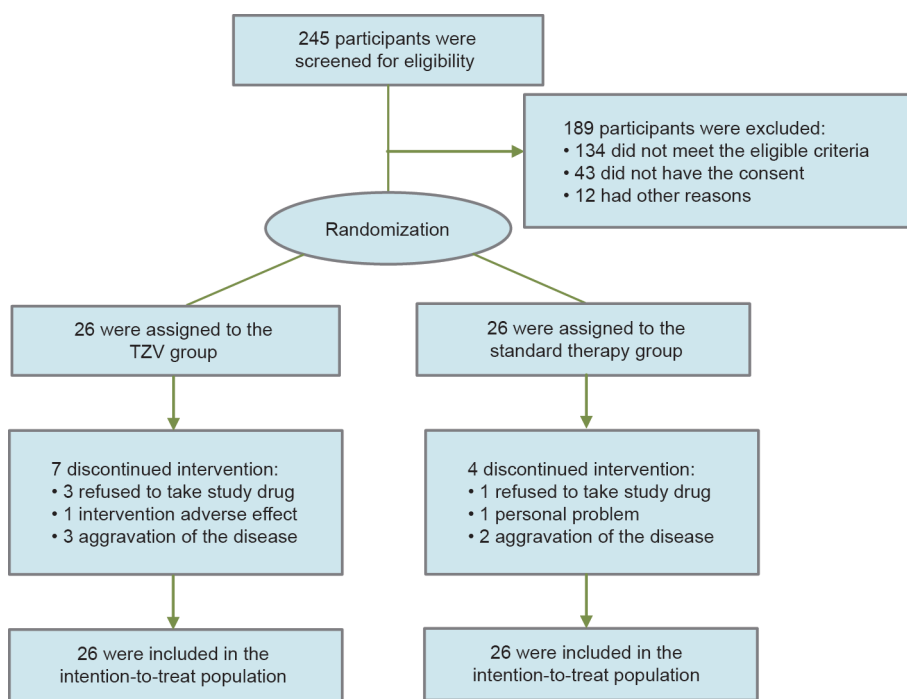 245 participants were
screened for eligibility
189 participants were excluded:
• 134 did not meet the eligible criteria
• 43 did not have the consent
• 12 had other reasons
Randomization
26 were assigned to the
TZV group
26 were assigned to the
standard therapy group
7 discontinued intervention:
• 3 refused to take study drug
• 1 intervention adverse effect
• 3 aggravation of the disease
4 discontinued intervention:
• 1 refused to take study drug
• 1 personal problem
• 2 aggravation of the disease
26 were included in the
intention-to-treat population
26 were included in the
intention-to-treat population